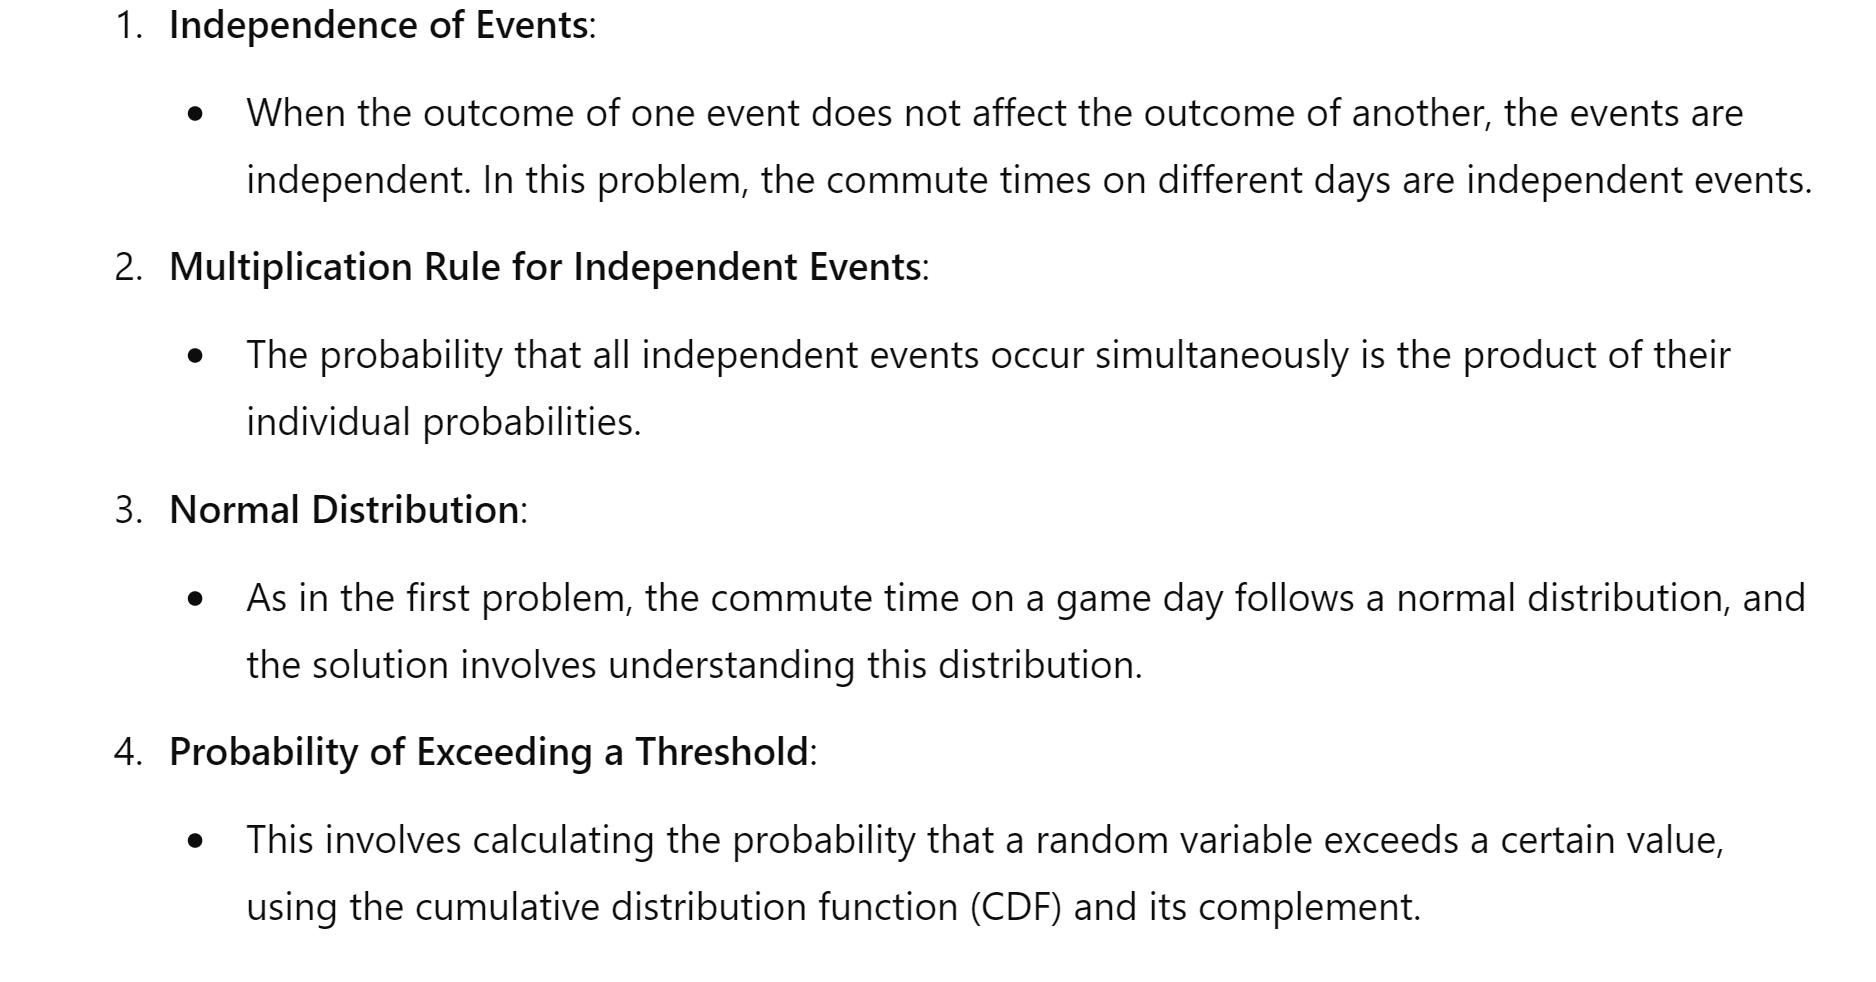 1. Independence of Events:
• When the outcome of one event does not affect the outcome of another, the events are
independent. In this problem, the commute times on different days are independent events.
2. Multiplication Rule for Independent Events:
• The probability that all independent events occur simultaneously is the product of their
individual probabilities.
3. Normal Distribution:
• As in the first problem, the commute time on a game day follows a normal distribution, and
the solution involves understanding this distribution.
4. Probability of Exceeding a Threshold:
• This involves calculating the probability that a random variable exceeds a certain value,
using the cumulative distribution function (CDF) and its complement.